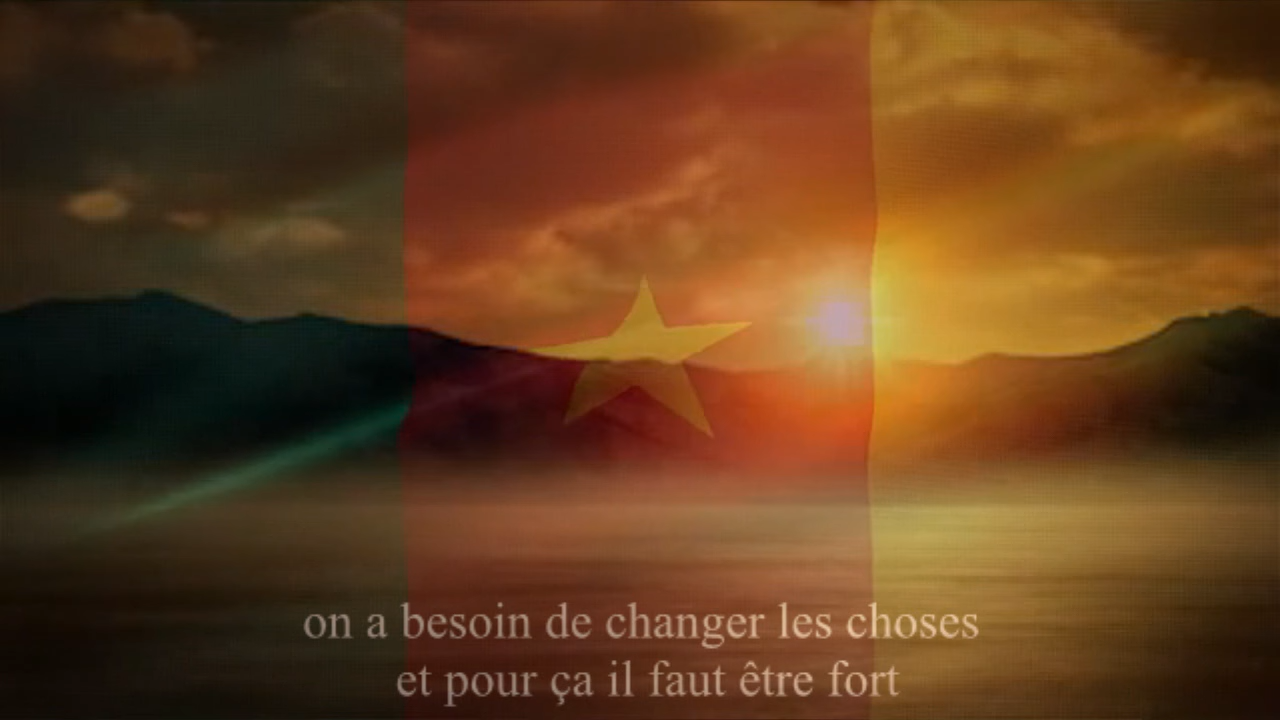 on a besoin de changer les choses
et pour ça il faut être fort